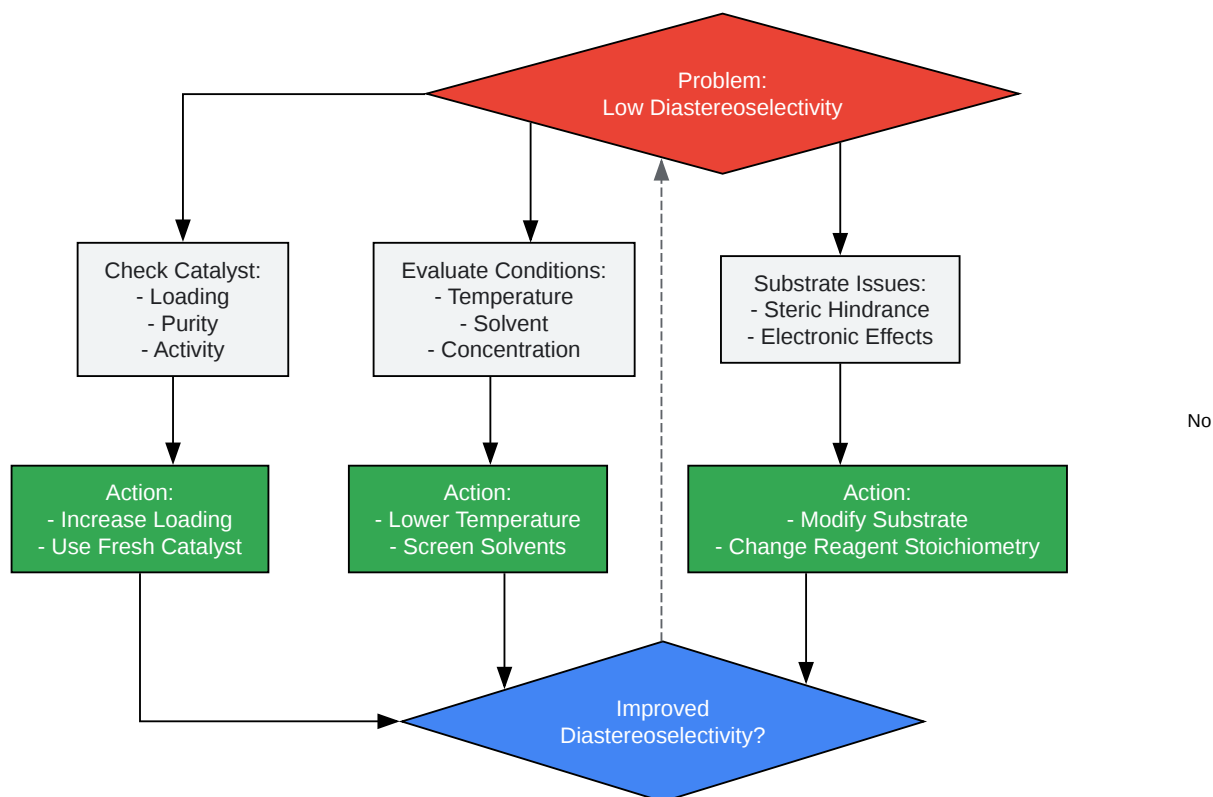 Problem:
Low Diastereoselectivity
Check Catalyst:
- Loading
- Purity
- Activity
Evaluate Conditions:
- Temperature
- Solvent
- Concentration
Substrate Issues:
- Steric Hindrance
- Electronic Effects
No
Action:
- Increase Loading
- Use Fresh Catalyst
Action:
- Lower Temperature
- Screen Solvents
Action:
- Modify Substrate
- Change Reagent Stoichiometry
Improved
Diastereoselectivity?